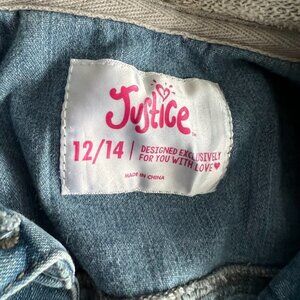 Justice
12/14 | DESIGNED EXCLUSIVELY
FOR YOU WITH LOVE ♥
MADE IN CHINA